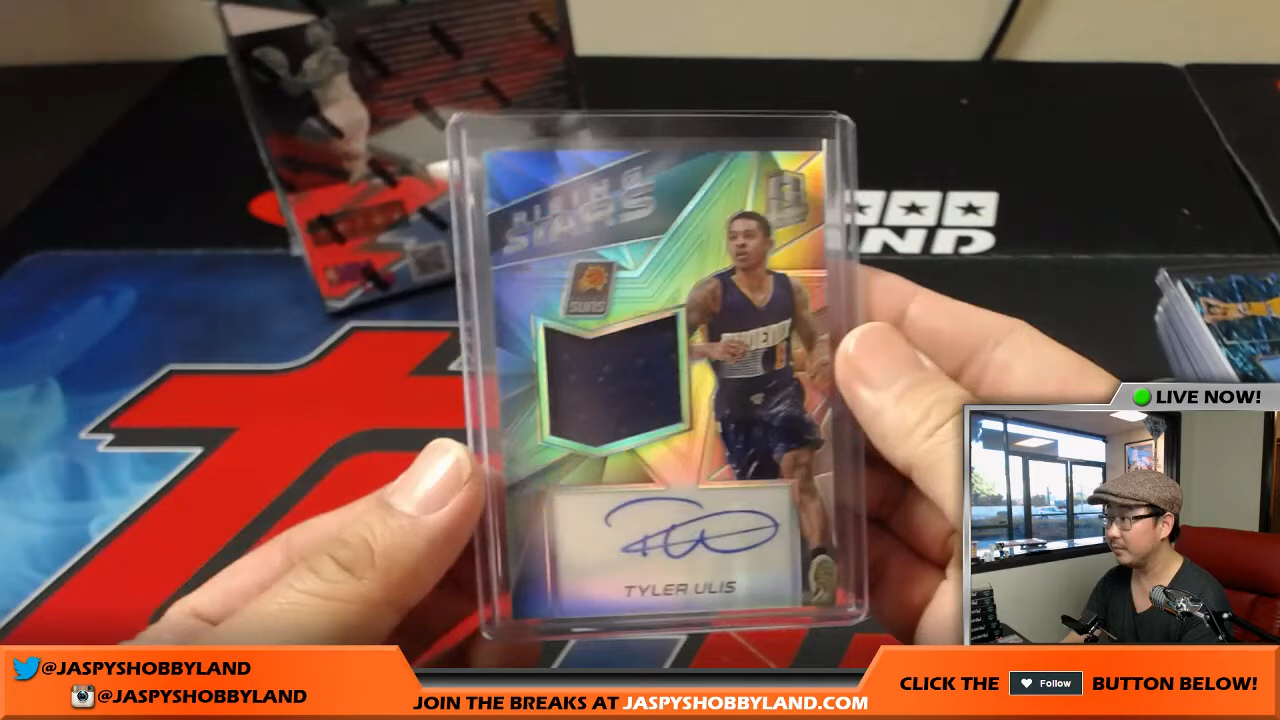 RISING
STARS
SUNS
TYLER ULIS
LIVE NOW!
@JASPYSHOBBYLAND
@JASPYSHOBBYLAND
JOIN THE BREAKS AT JASPYSHOBBYLAND.COM
CLICK THE Follow BUTTON BELOW!